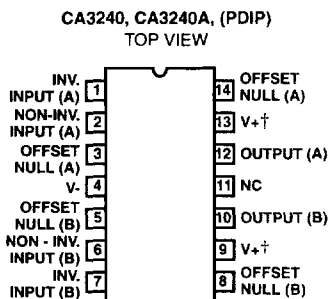 CA3240, CA3240A, (PDIP)
TOP VIEW
INV.
INPUT (A) 1
NON-INV.
INPUT (A) 2
OFFSET
NULL (A) 3
V- 4
OFFSET
NULL (B) 5
NON - INV.
INPUT (B) 6
INV.
INPUT (B) 7
14 OFFSET
NULL (A)
13 V+†
12 OUTPUT (A)
11 NC
10 OUTPUT (B)
9 V+†
8 OFFSET
NULL (B)